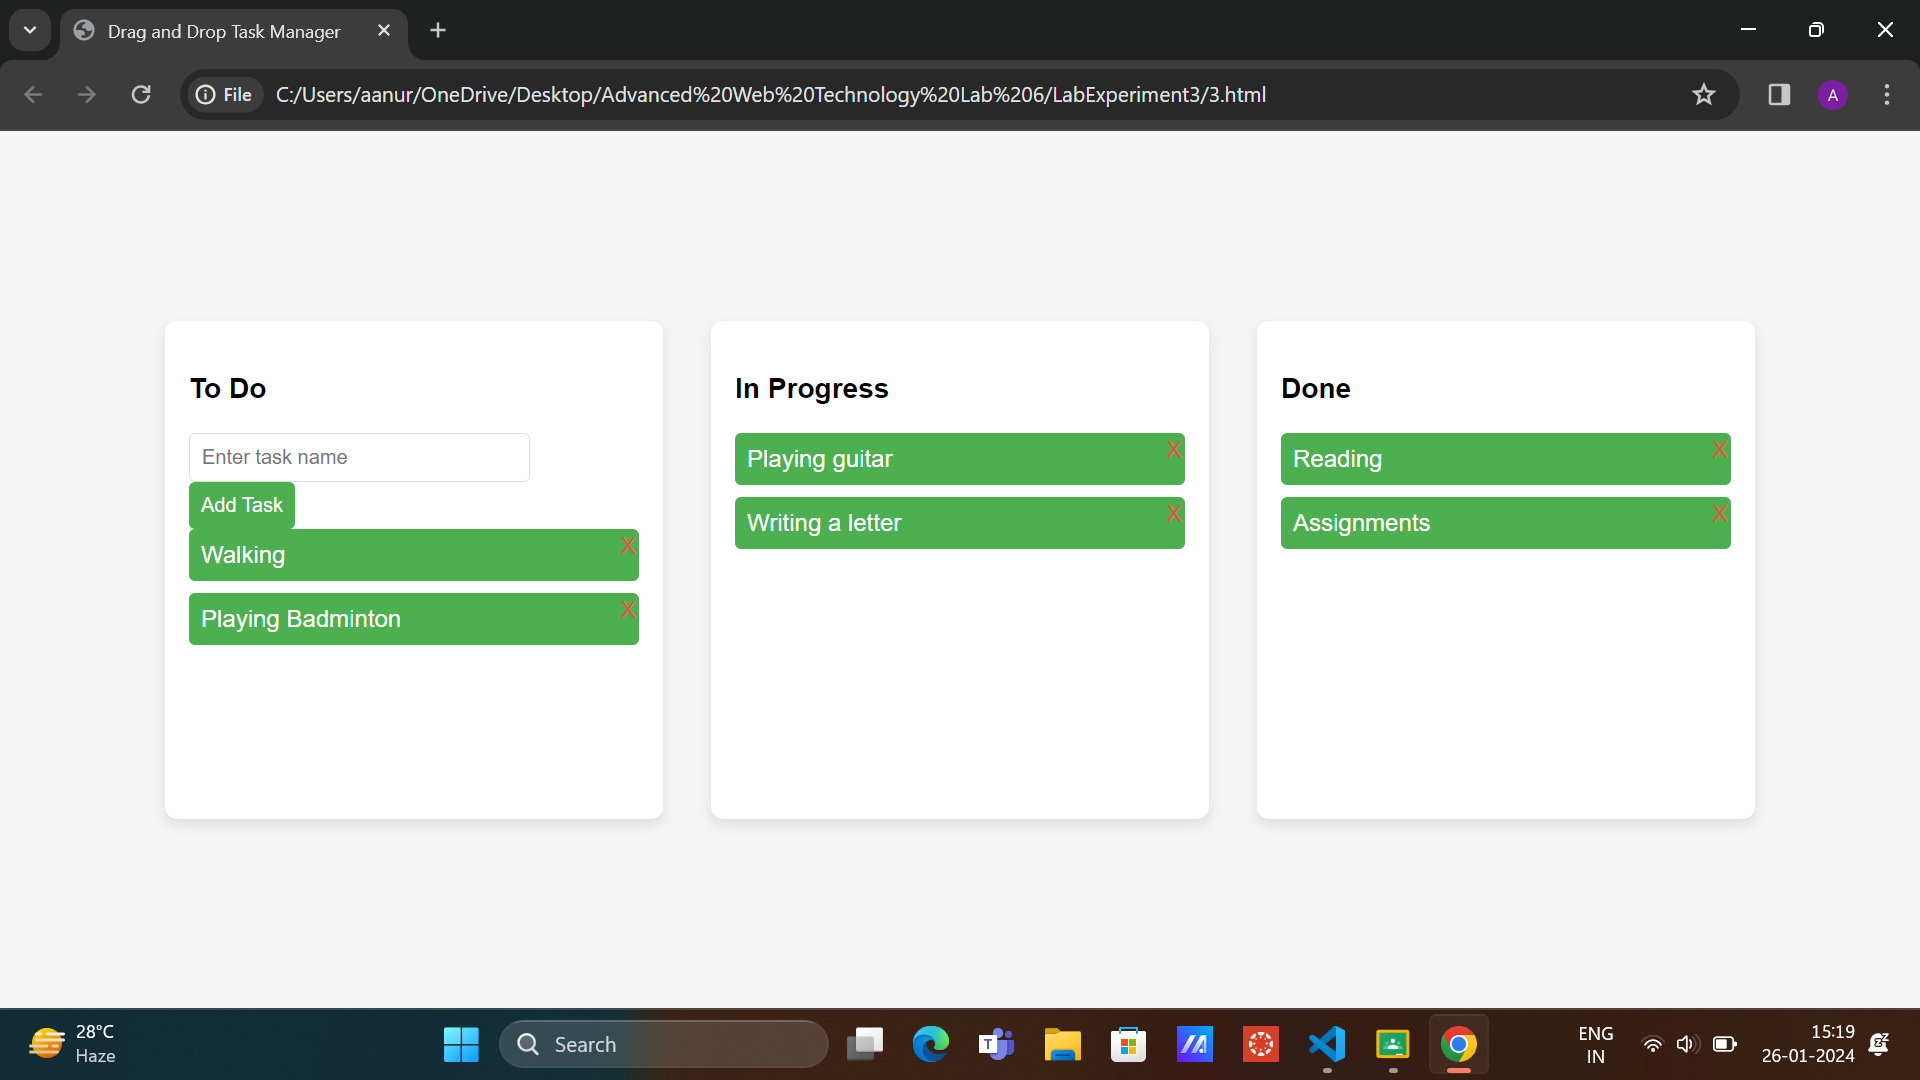 Drag and Drop Task Manager
File C:/Users/aanur/OneDrive/Desktop/Advanced%20Web%20Technology%20Lab%206/LabExperiment3/3.html
A
To Do
Enter task name
Add Task
Walking X
Playing Badminton X
In Progress
Playing guitar X
Writing a letter X
Done
Reading X
Assignments X
28°C
Haze
Search
T
ENG
IN
15:19
26-01-2024